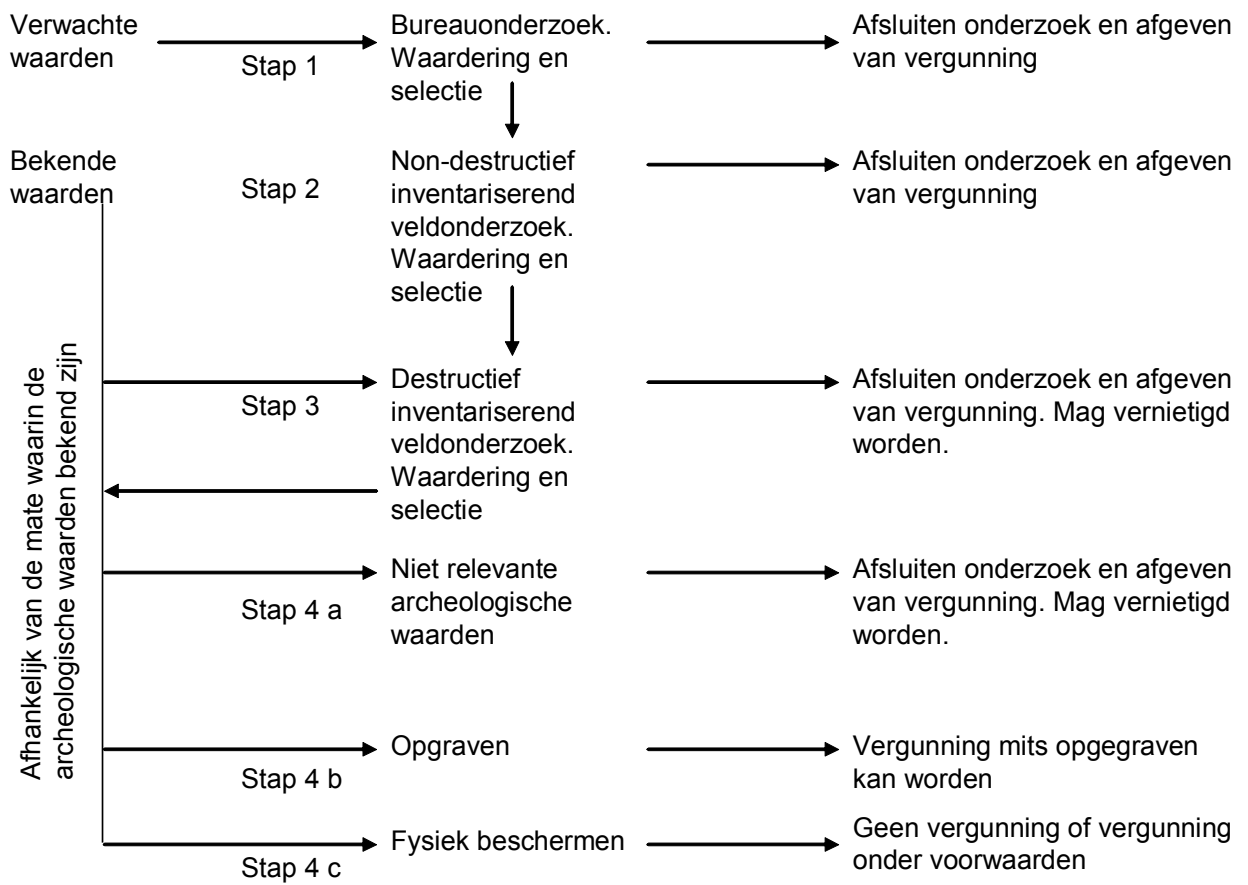 Verwachte
waarden
Stap 1
Bureauonderzoek.
Waardering en
selectie
Afsluiten onderzoek en afgeven
van vergunning
Bekende
waarden
Stap 2
Non-destructief
inventariserend
veldonderzoek.
Waardering en
selectie
Afsluiten onderzoek en afgeven
van vergunning
Afhankelijk van de mate waarin de
archeologische waarden bekend zijn
Stap 3
Destructief
inventariserend
veldonderzoek.
Waardering en
selectie
Afsluiten onderzoek en afgeven
van vergunning. Mag vernietigd
worden.
Stap 4 a
Niet relevante
archeologische
waarden
Afsluiten onderzoek en afgeven
van vergunning. Mag vernietigd
worden.
Stap 4 b
Opgraven
Vergunning mits opgegraven
kan worden
Stap 4 c
Fysiek beschermen
Geen vergunning of vergunning
onder voorwaarden